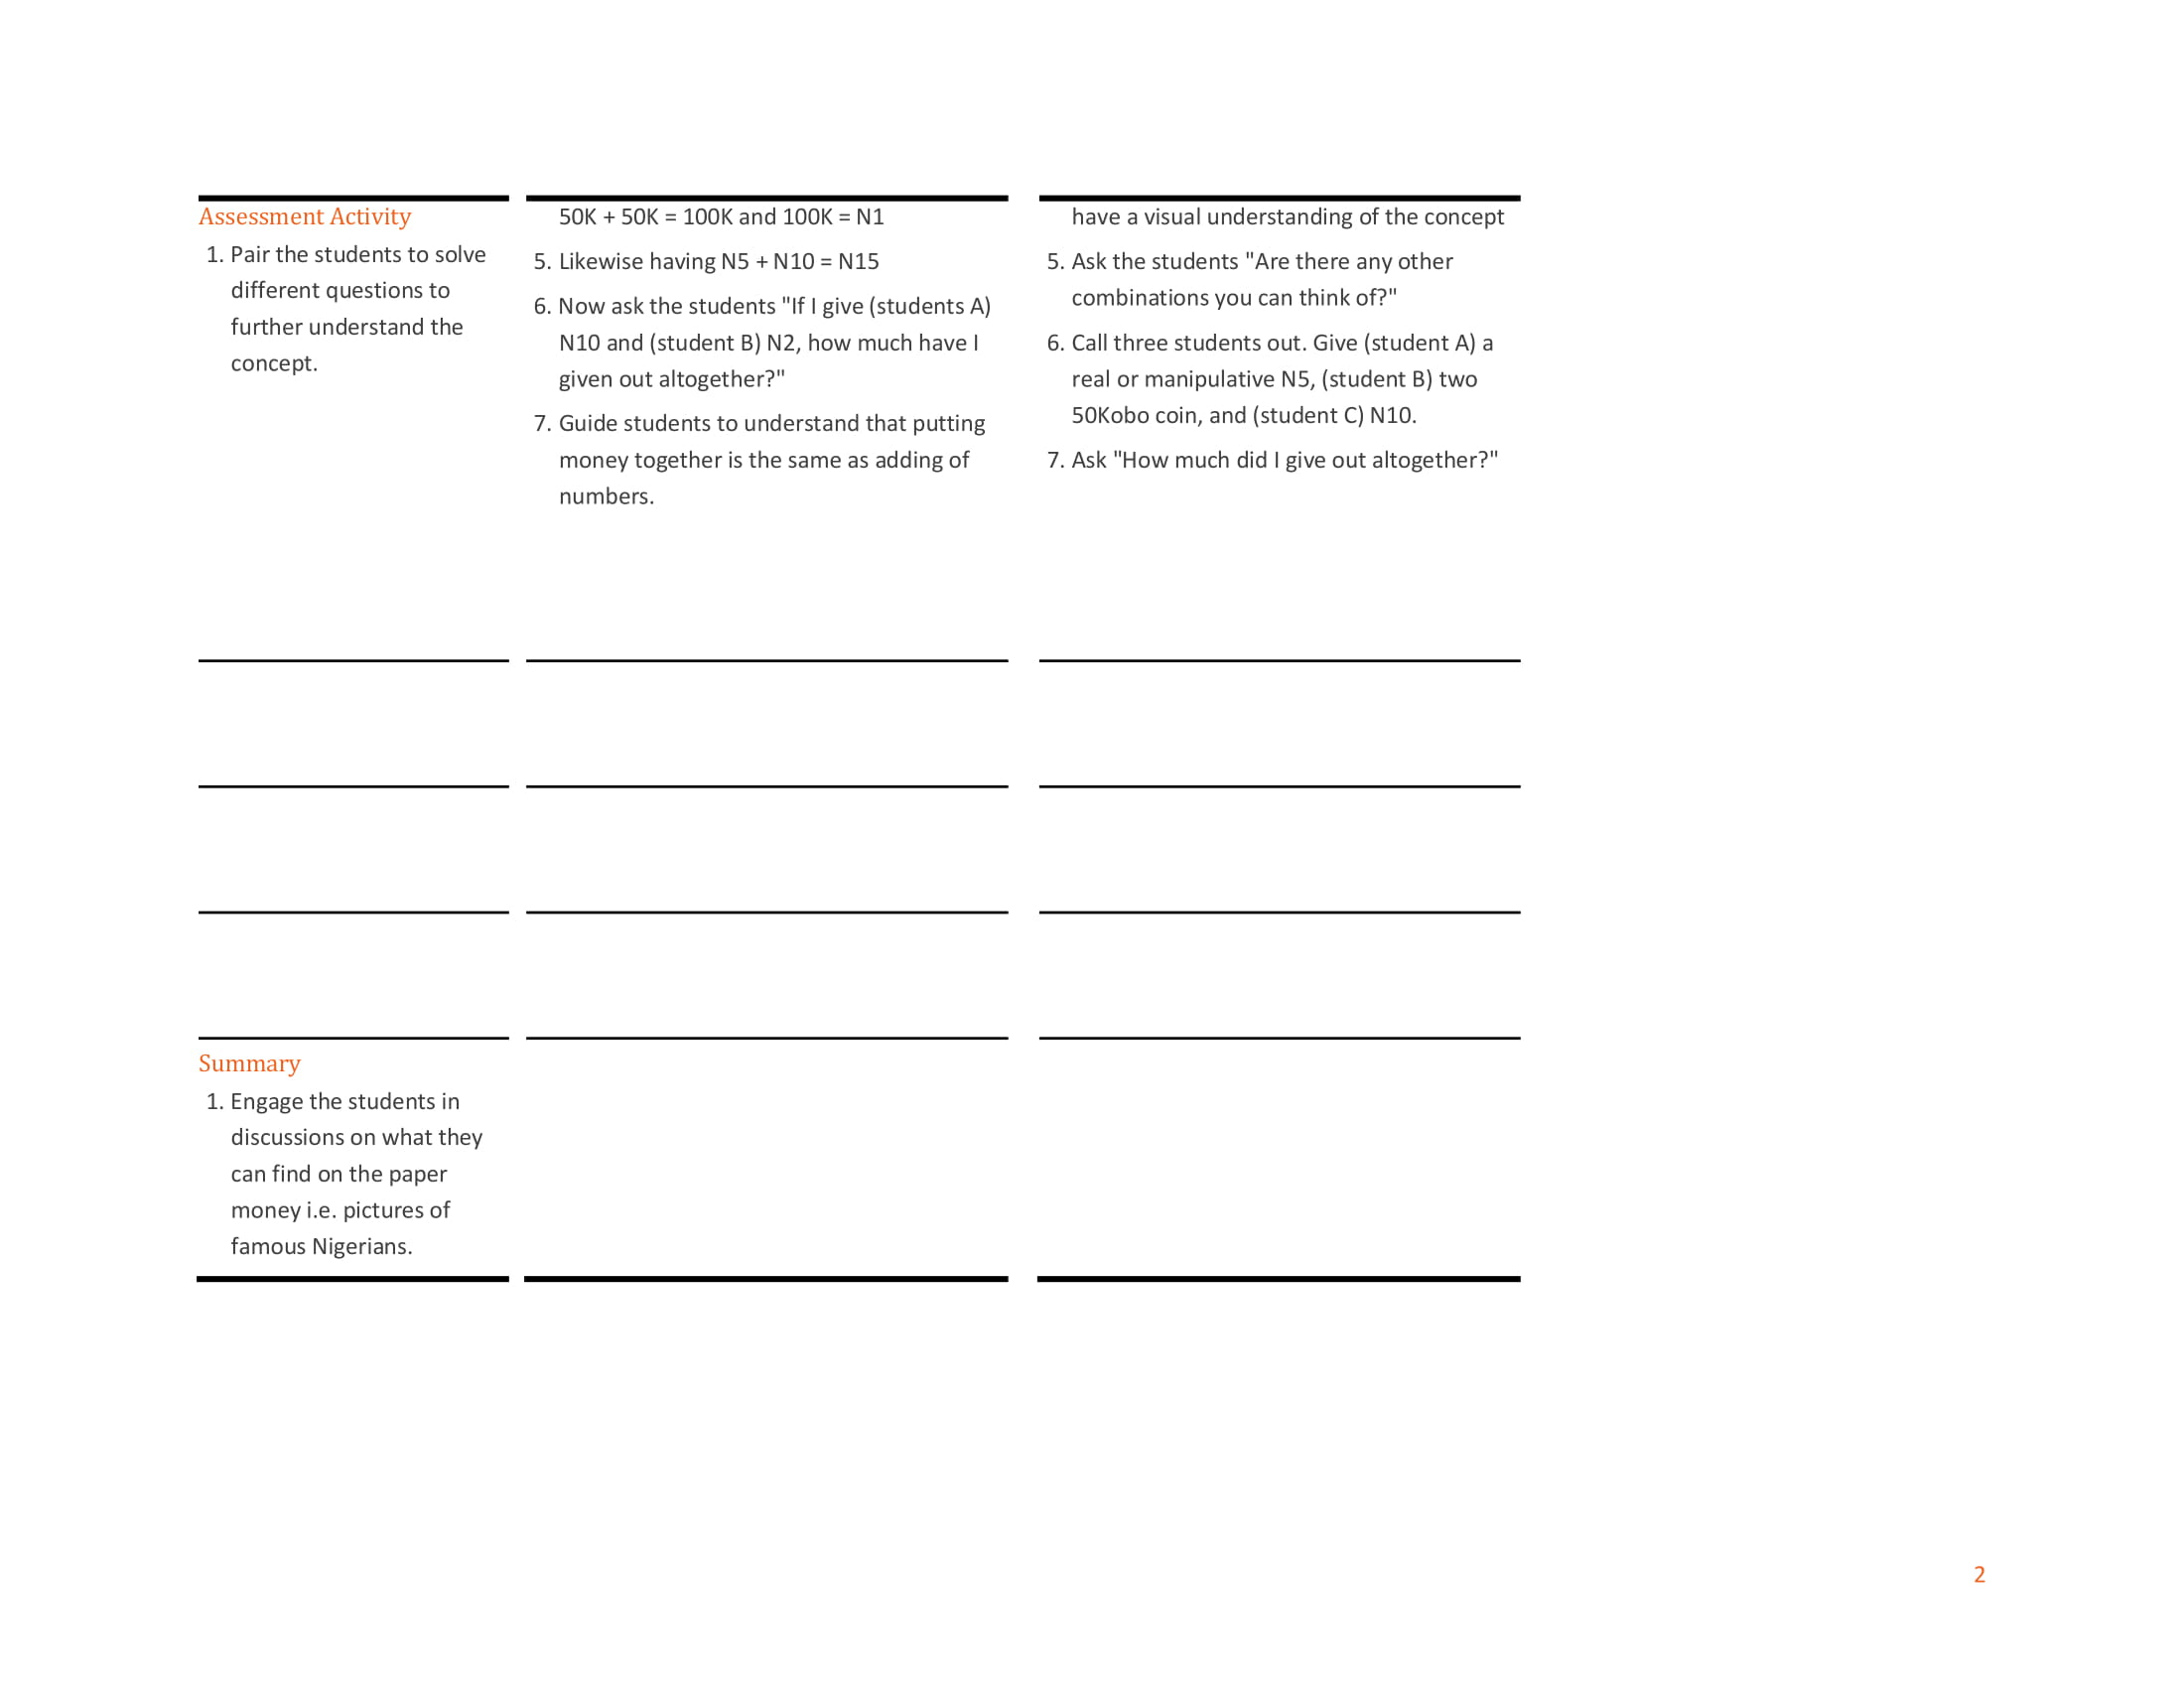 Assessment Activity
1. Pair the students to solve
different questions to
further understand the
concept.
50K + 50K = 100K and 100K = N1
5. Likewise having N5 + N10 = N15
6. Now ask the students "If I give (students A)
N10 and (student B) N2, how much have I
given out altogether?"
7. Guide students to understand that putting
money together is the same as adding of
numbers.
have a visual understanding of the concept
5. Ask the students "Are there any other
combinations you can think of?"
6. Call three students out. Give (student A) a
real or manipulative N5, (student B) two
50Kobo coin, and (student C) N10.
7. Ask "How much did I give out altogether?"
Summary
1. Engage the students in
discussions on what they
can find on the paper
money i.e. pictures of
famous Nigerians.
2